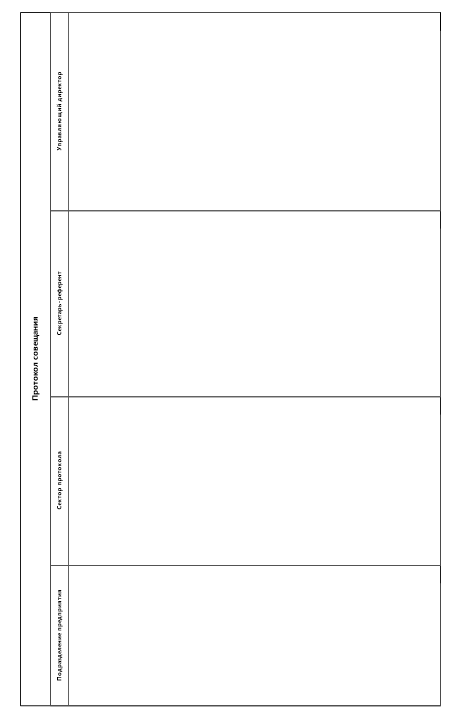 Протокол совещания
Управляющий директор
Секретарь-референт
Сектор протокола
Подразделение предприятия